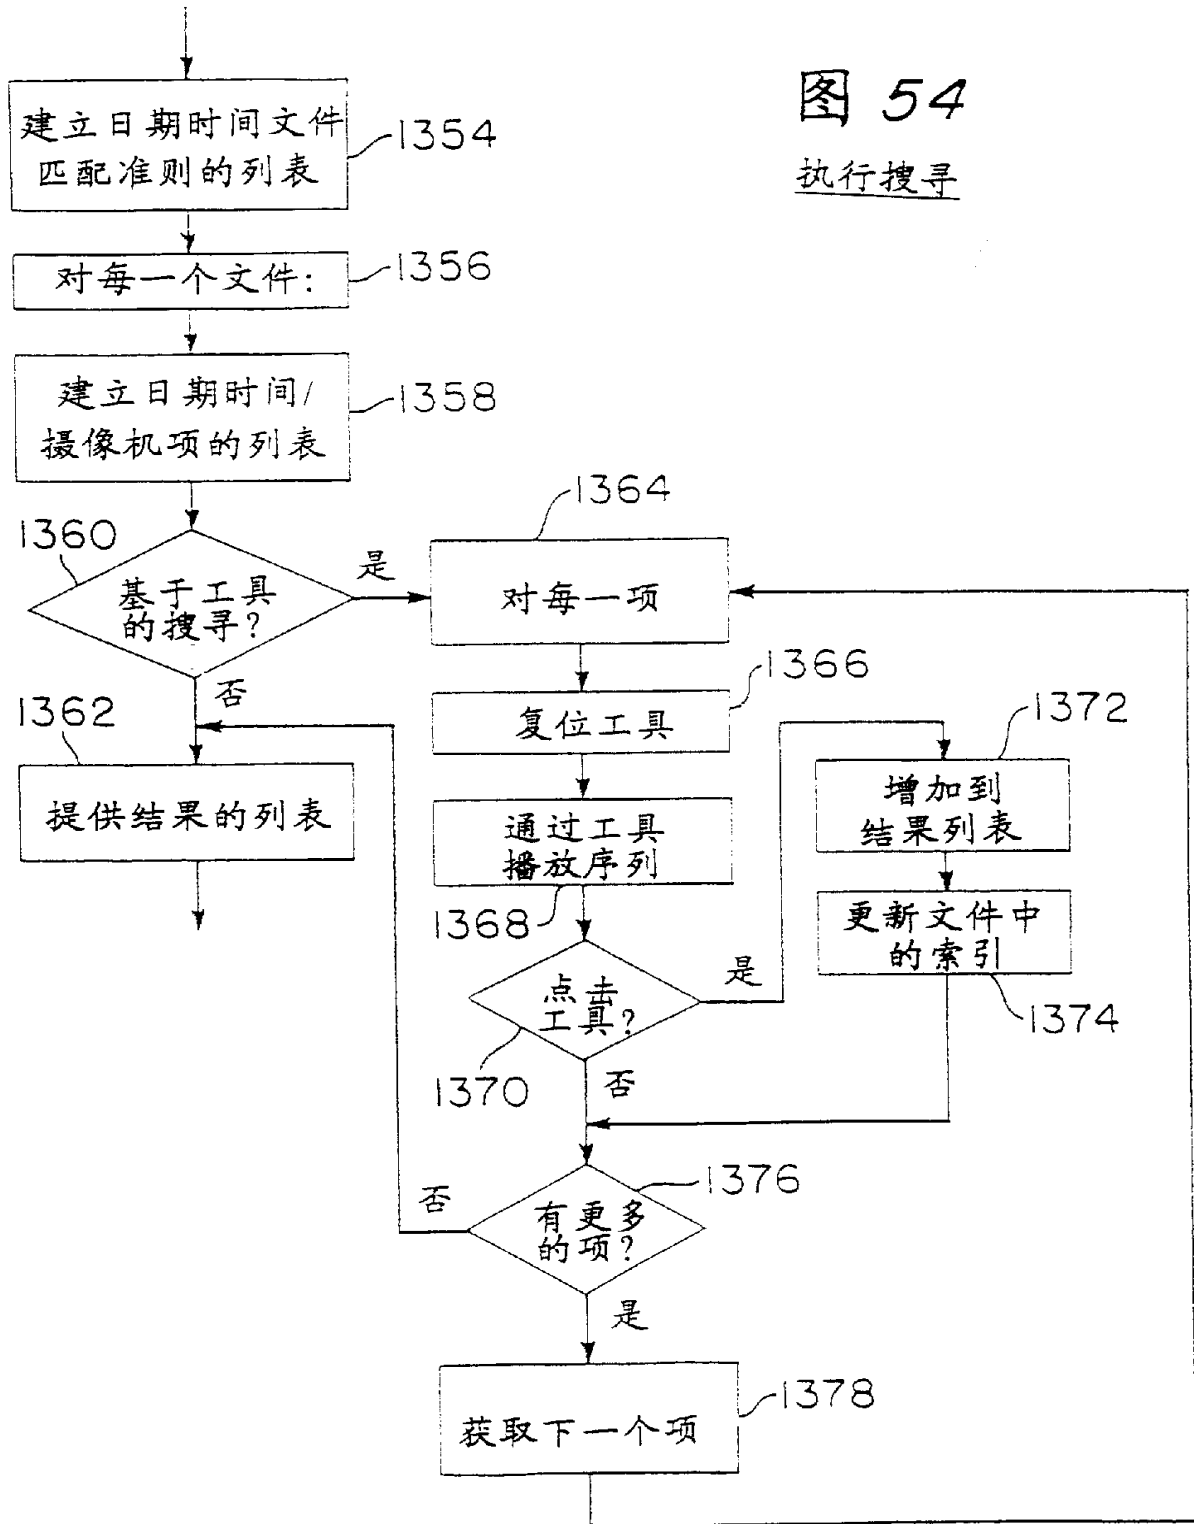 图 54
执行搜寻
建立日期时间文件
匹配准则的列表
1354
对每一个文件:
1356
建立日期时间/
摄像机项的列表
1358
1360
基于工具
的搜寻?
是
否
1362
提供结果的列表
1364
对每一项
1366
复位工具
通过工具
播放序列
1368
点击
工具?
1370
是
否
1372
增加到
结果列表
更新文件中
的索引
1374
1376
有更多
的项?
否
是
1378
获取下一个项